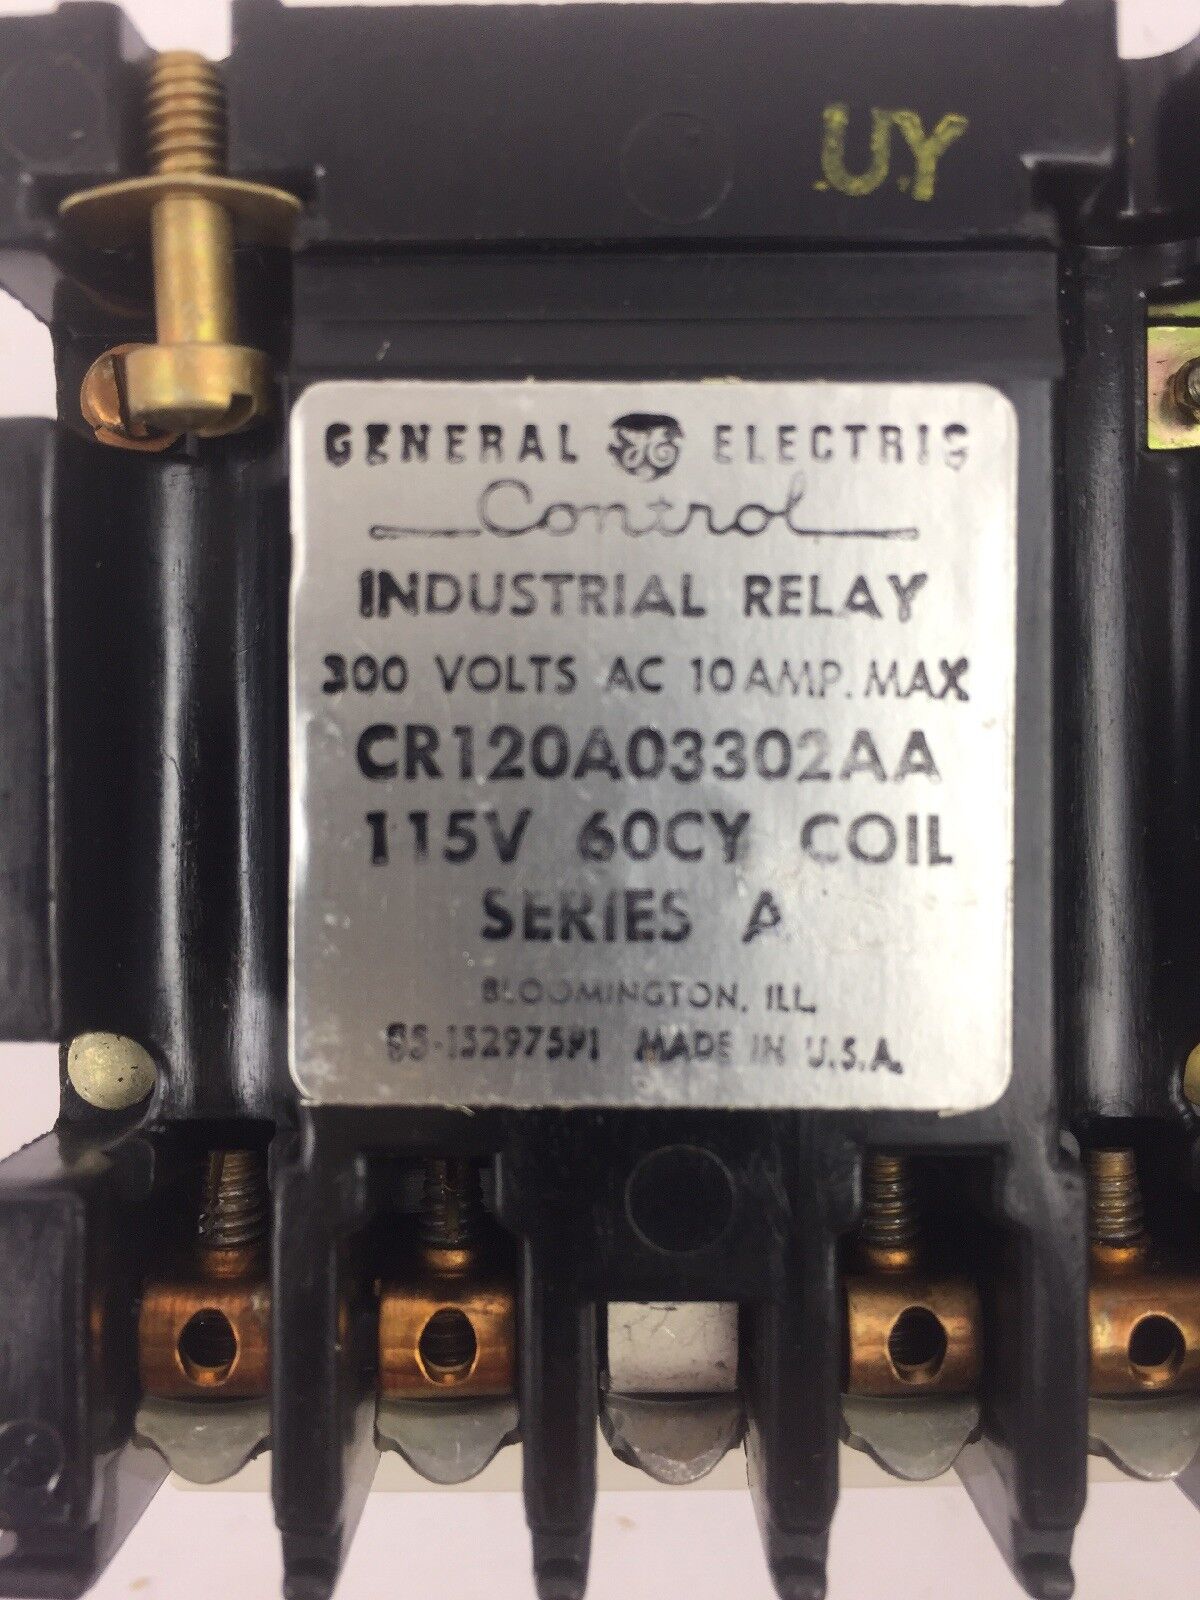 UY
GENERAL GE ELECTRIC
Control
INDUSTRIAL RELAY
300 VOLTS AC 10 AMP. MAX
CR120A03302AA
115V 60CY COIL
SERIES A
BLOOMINGTON, ILL.
MADE IN U.S.A.